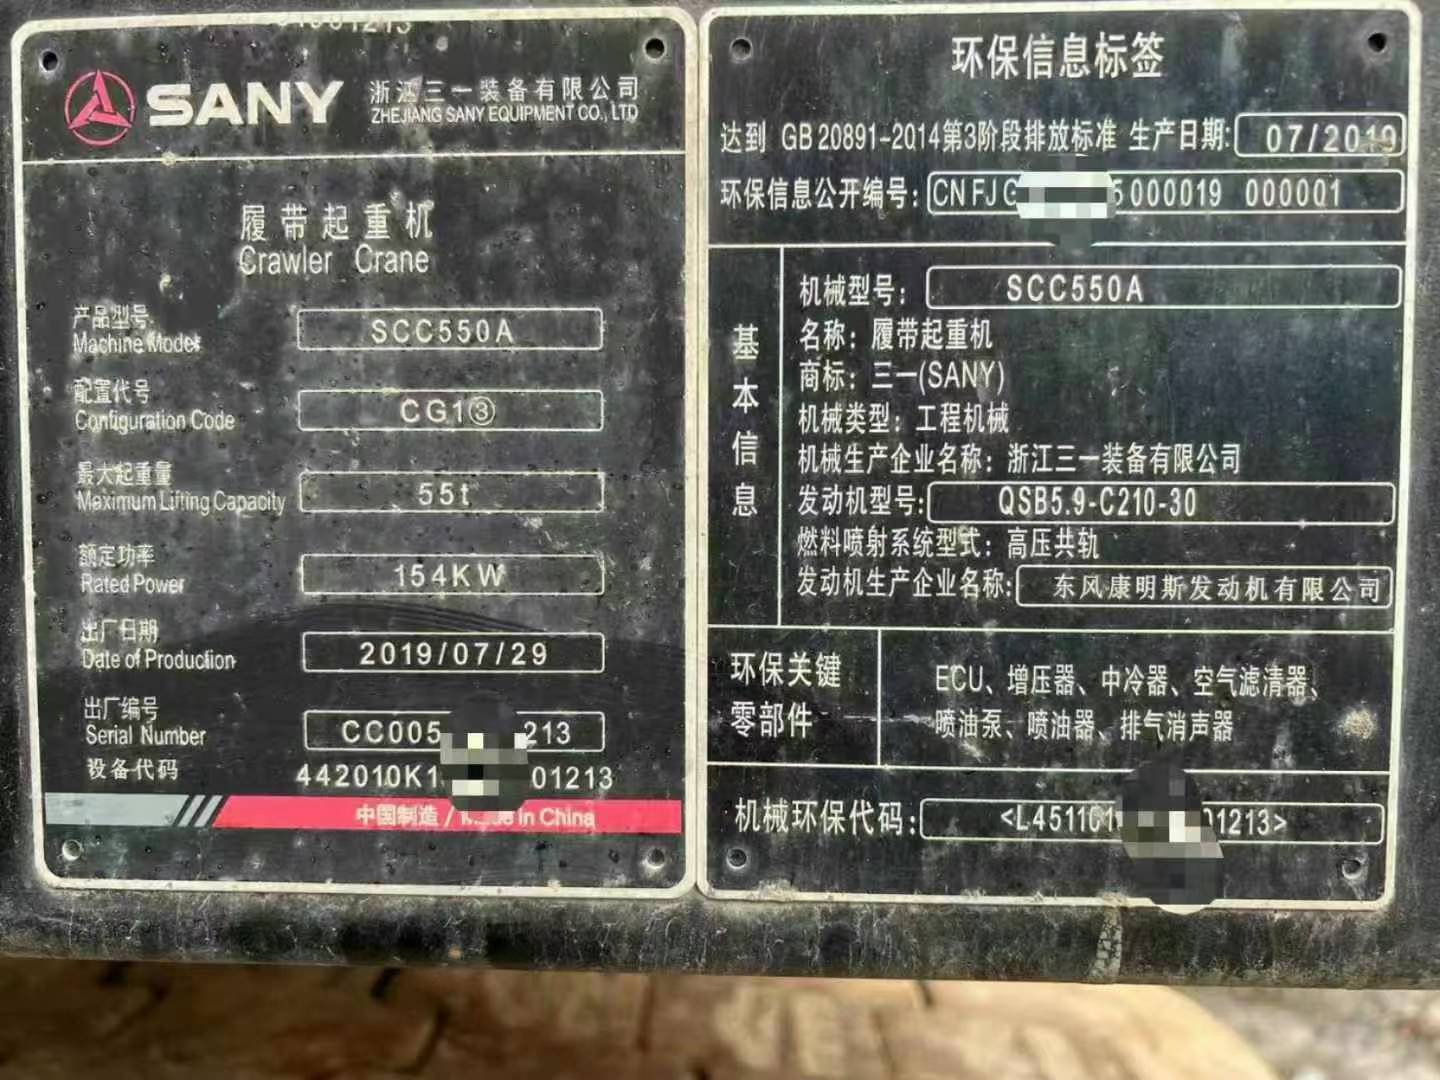 SANY
浙江三一装备有限公司
ZHEJIANG SANY EQUIPMENT CO., LTD
履带起重机
Crawler Crane
产品型号
Machine Model
SCC550A
配置代号
Configuration Code
CG1③
最大起重量
Maximum Lifting Capacity
55t
额定功率
Rated Power
154KW
出厂日期
Date of Production
2019/07/29
出厂编号
Serial Number
CC005 213
设备代码
442010K1 01213
中国制造 / Made in China
环保信息标签
达到 GB 20891-2014第3阶段排放标准 生产日期: 07/2019
环保信息公开编号: CN FJ G 5 000019 000001
基本信息
机械型号: SCC550A
名称: 履带起重机
商标: 三一(SANY)
机械类型: 工程机械
机械生产企业名称: 浙江三一装备有限公司
发动机型号: QSB5.9-C210-30
燃料喷射系统型式: 高压共轨
发动机生产企业名称: 东风康明斯发动机有限公司
环保关键
零部件
ECU、增压器、中冷器、空气滤清器、
喷油泵、喷油器、排气消声器
机械环保代码: <L451101 01213>